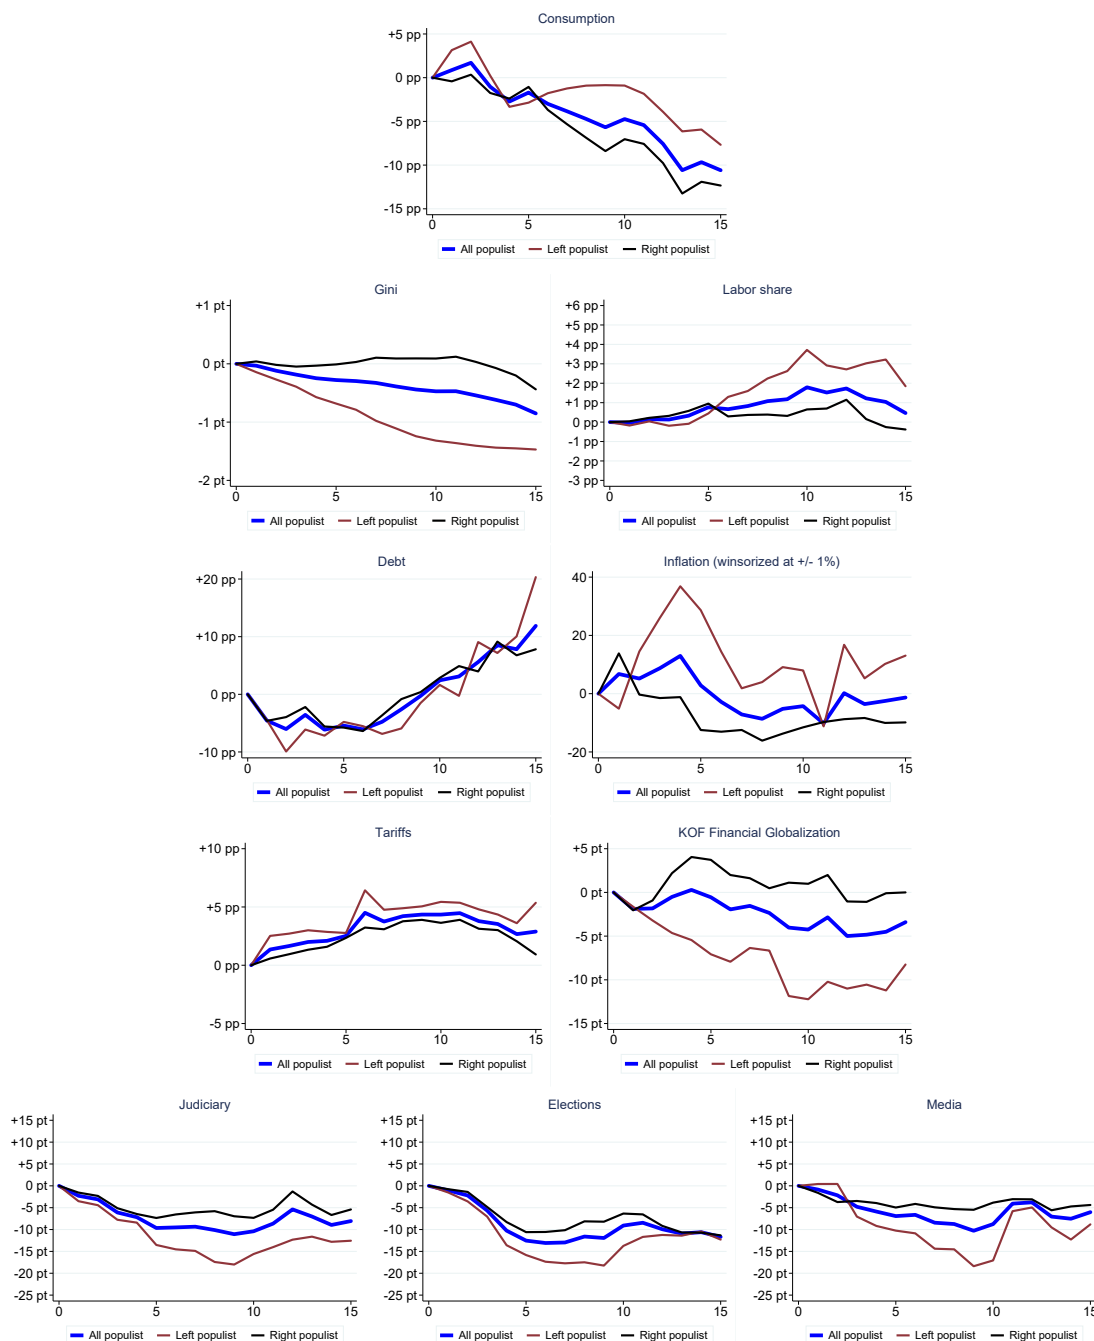 Consumption
+5 pp
0 pp
-5 pp
-10 pp
-15 pp
0 5 10 15
All populist Left populist Right populist
Gini
+1 pt
0 pt
-1 pt
-2 pt
0 5 10 15
All populist Left populist Right populist
Labor share
+6 pp
+5 pp
+4 pp
+3 pp
+2 pp
+1 pp
0 pp
-1 pp
-2 pp
-3 pp
0 5 10 15
All populist Left populist Right populist
Debt
+20 pp
+10 pp
0 pp
-10 pp
0 5 10 15
All populist Left populist Right populist
Inflation (winsorized at +/- 1%)
40
20
0
-20
0 5 10 15
All populist Left populist Right populist
Tariffs
+10 pp
+5 pp
0 pp
-5 pp
0 5 10 15
All populist Left populist Right populist
KOF Financial Globalization
+5 pt
0 pt
-5 pt
-10 pt
-15 pt
0 5 10 15
All populist Left populist Right populist
Judiciary
+15 pt
+10 pt
+5 pt
0 pt
-5 pt
-10 pt
-15 pt
-20 pt
-25 pt
0 5 10 15
All populist Left populist Right populist
Elections
+15 pt
+10 pt
+5 pt
0 pt
-5 pt
-10 pt
-15 pt
-20 pt
-25 pt
0 5 10 15
All populist Left populist Right populist
Media
+15 pt
+10 pt
+5 pt
0 pt
-5 pt
-10 pt
-15 pt
-20 pt
-25 pt
0 5 10 15
All populist Left populist Right populist